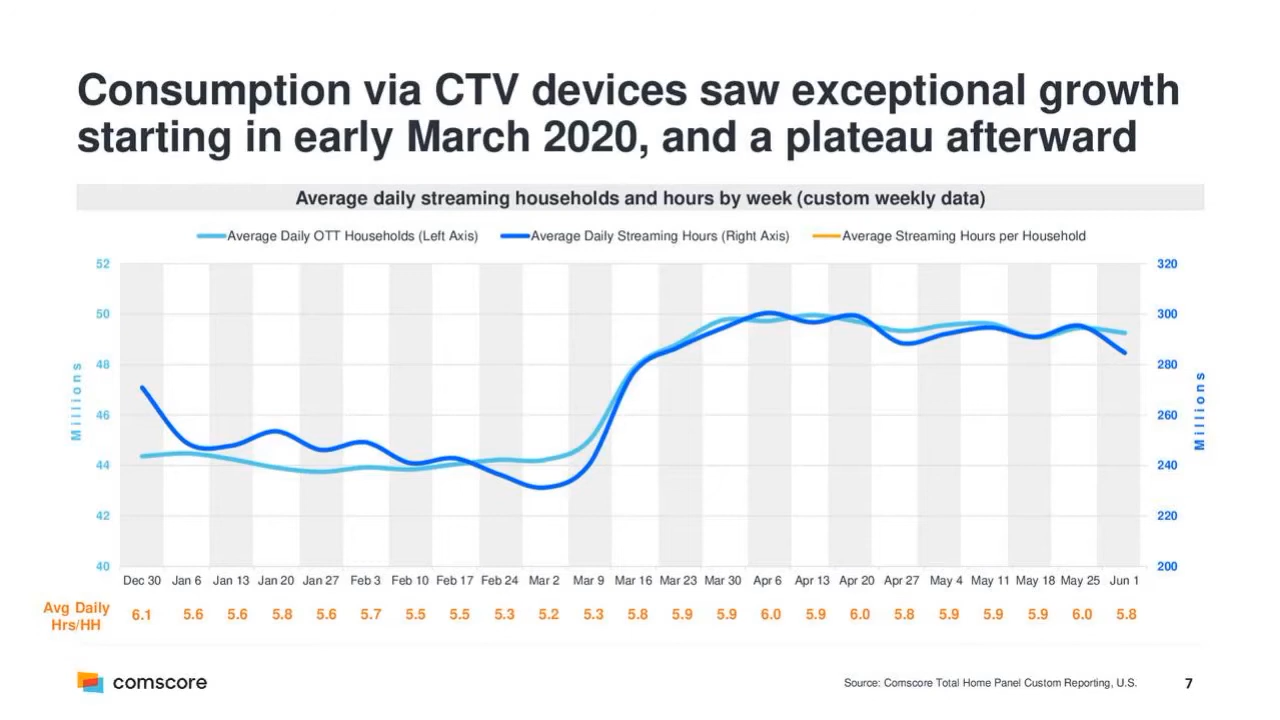 Consumption via CTV devices saw exceptional growth
starting in early March 2020, and a plateau afterward
Average daily streaming households and hours by week (custom weekly data)
Average Daily OTT Households (Left Axis) Average Daily Streaming Hours (Right Axis) Average Streaming Hours per Household
52 320
50 300
48 280
46 260
44 240
42 220
40 200
Millions
Millions
Dec 30 Jan 6 Jan 13 Jan 20 Jan 27 Feb 3 Feb 10 Feb 17 Feb 24 Mar 2 Mar 9 Mar 16 Mar 23 Mar 30 Apr 6 Apr 13 Apr 20 Apr 27 May 4 May 11 May 18 May 25 Jun 1
Avg Daily
Hrs/HH
6.1 5.6 5.6 5.8 5.6 5.7 5.5 5.5 5.3 5.2 5.3 5.8 5.9 5.9 6.0 5.9 6.0 5.8 5.9 5.9 5.9 6.0 5.8
comscore
Source: Comscore Total Home Panel Custom Reporting, U.S. 7